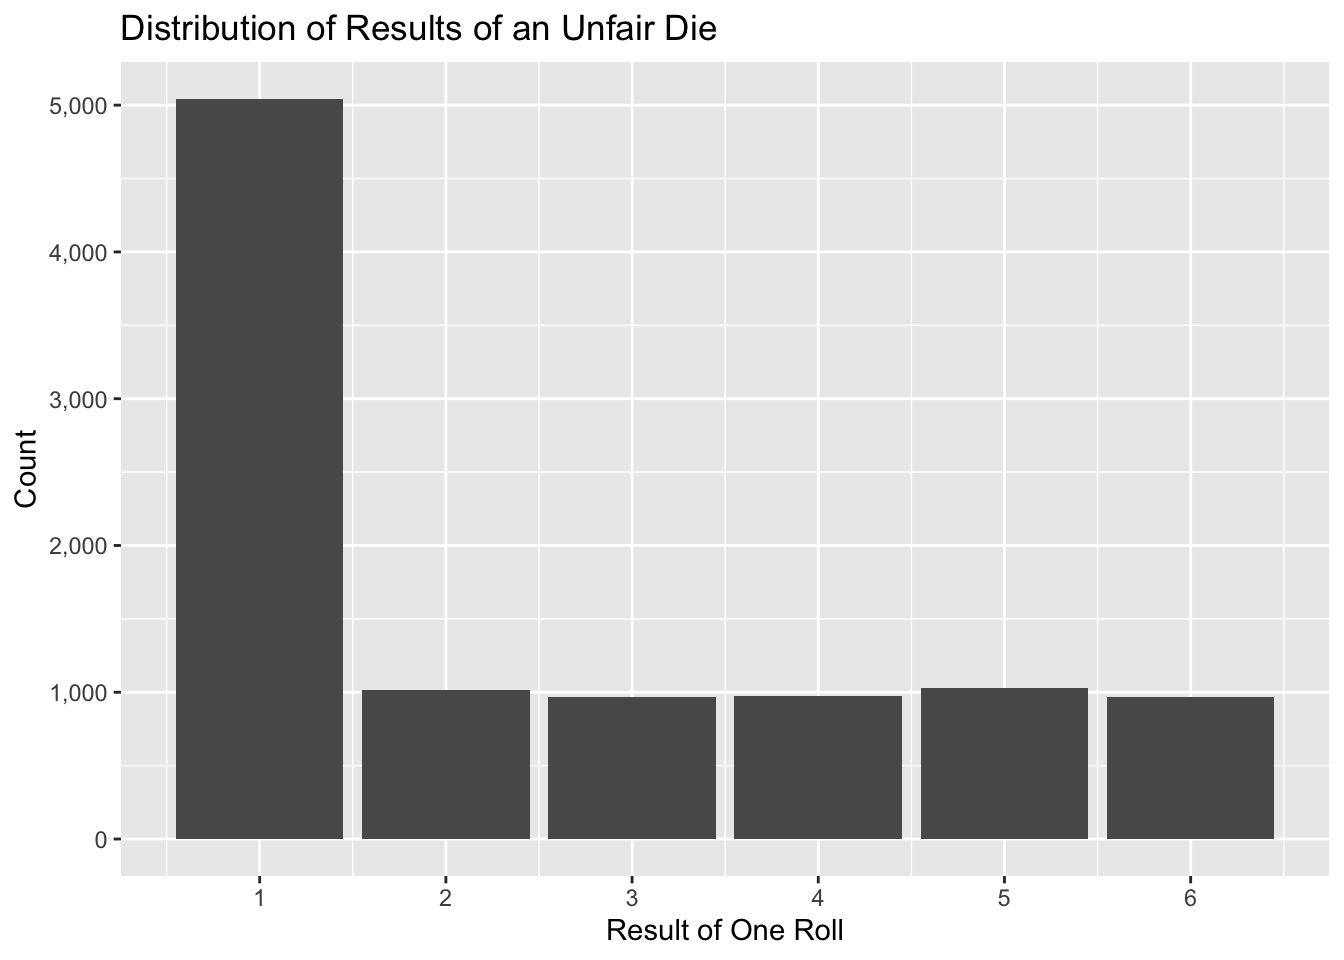 Distribution of Results of an Unfair Die
Count
5,000
4,000
3,000
2,000
1,000
0
1 2 3 4 5 6
Result of One Roll